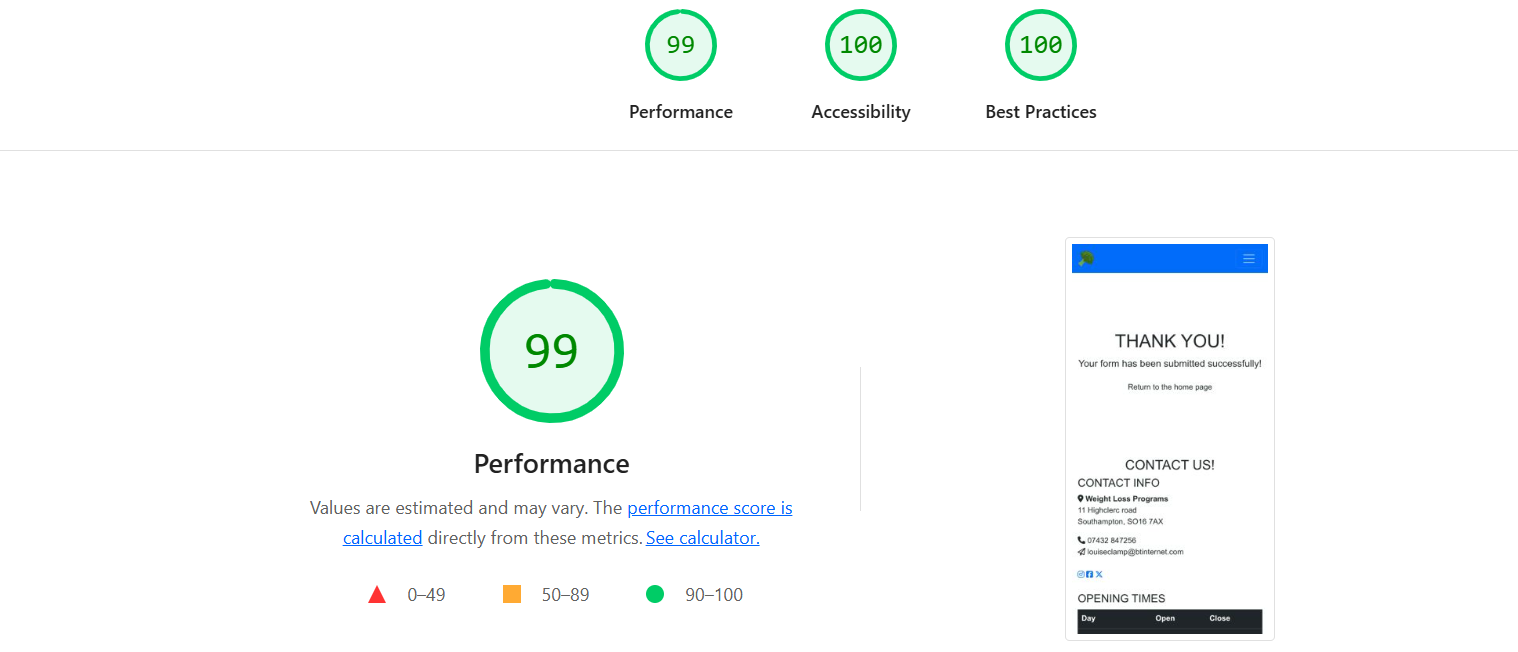 99
100
100
Performance
Accessibility
Best Practices
99
Performance
Values are estimated and may vary. The performance score is
calculated directly from these metrics. See calculator.
0–49
50–89
90–100
THANK YOU!
Your form has been submitted successfully!
Return to the home page
CONTACT US!
CONTACT INFO
Weight Loss Programs
11 Highclerc road
Southampton, SO16 7AX
07432 847256
louiseclamp@btinternet.com
OPENING TIMES
Day Open Close